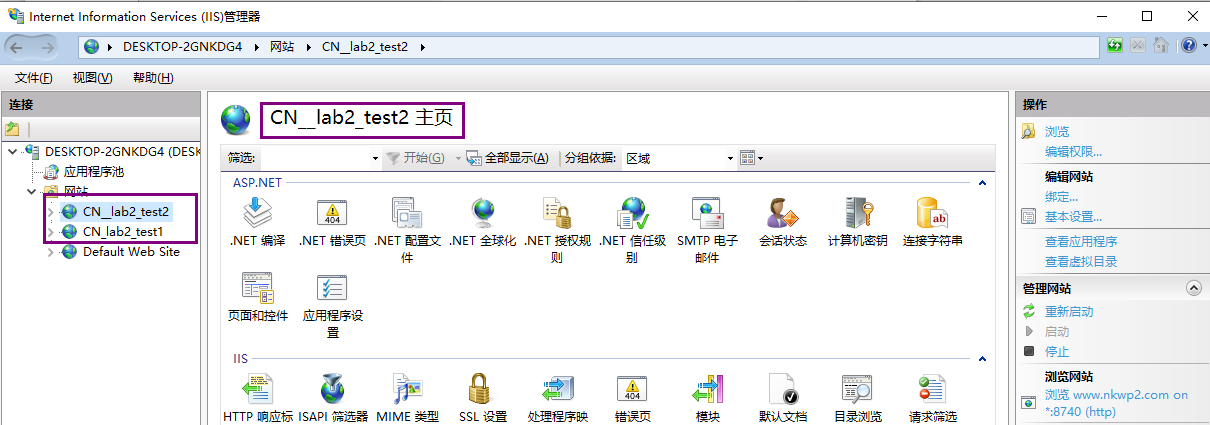 Internet Information Services (IIS)管理器
DESKTOP-2GNKDG4 网站 CN__lab2_test2
文件(F) 视图(V) 帮助(H)
连接
DESKTOP-2GNKDG4 (DESK
应用程序池
网站
CN__lab2_test2
CN_lab2_test1
Default Web Site
CN__lab2_test2 主页
筛选: 开始(G) 全部显示(A) 分组依据: 区域
ASP.NET
.NET 编译
.NET 错误页
.NET 配置文件
.NET 全球化
.NET 授权规则
.NET 信任级别
SMTP 电子邮件
会话状态
计算机密钥
连接字符串
页面和控件
应用程序设置
IIS
HTTP 响应标
ISAPI 筛选器
MIME 类型
SSL 设置
处理程序映
错误页
模块
默认文档
目录浏览
请求筛选
操作
浏览
编辑权限...
编辑网站
绑定...
基本设置...
查看应用程序
查看虚拟目录
管理网站
重新启动
启动
停止
浏览网站
浏览 www.nkwp2.com on
*:8740 (http)